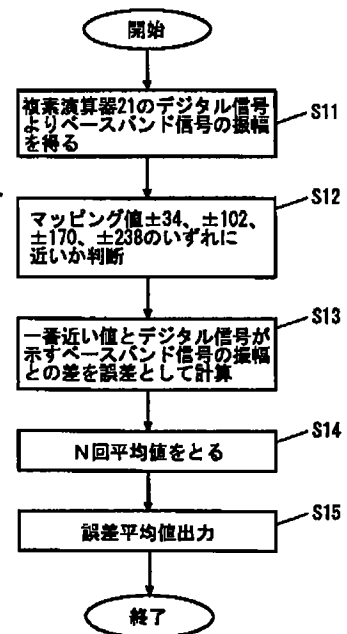 開始
複素演算器21のデジタル信号
よりベースバンド信号の振幅
を得る
S11
マッピング値±34、±102、
±170、±238のいずれに
近いか判断
S12
一番近い値とデジタル信号が
示すベースバンド信号の振幅
との差を誤差として計算
S13
N回平均値をとる
S14
誤差平均値出力
S15
終了